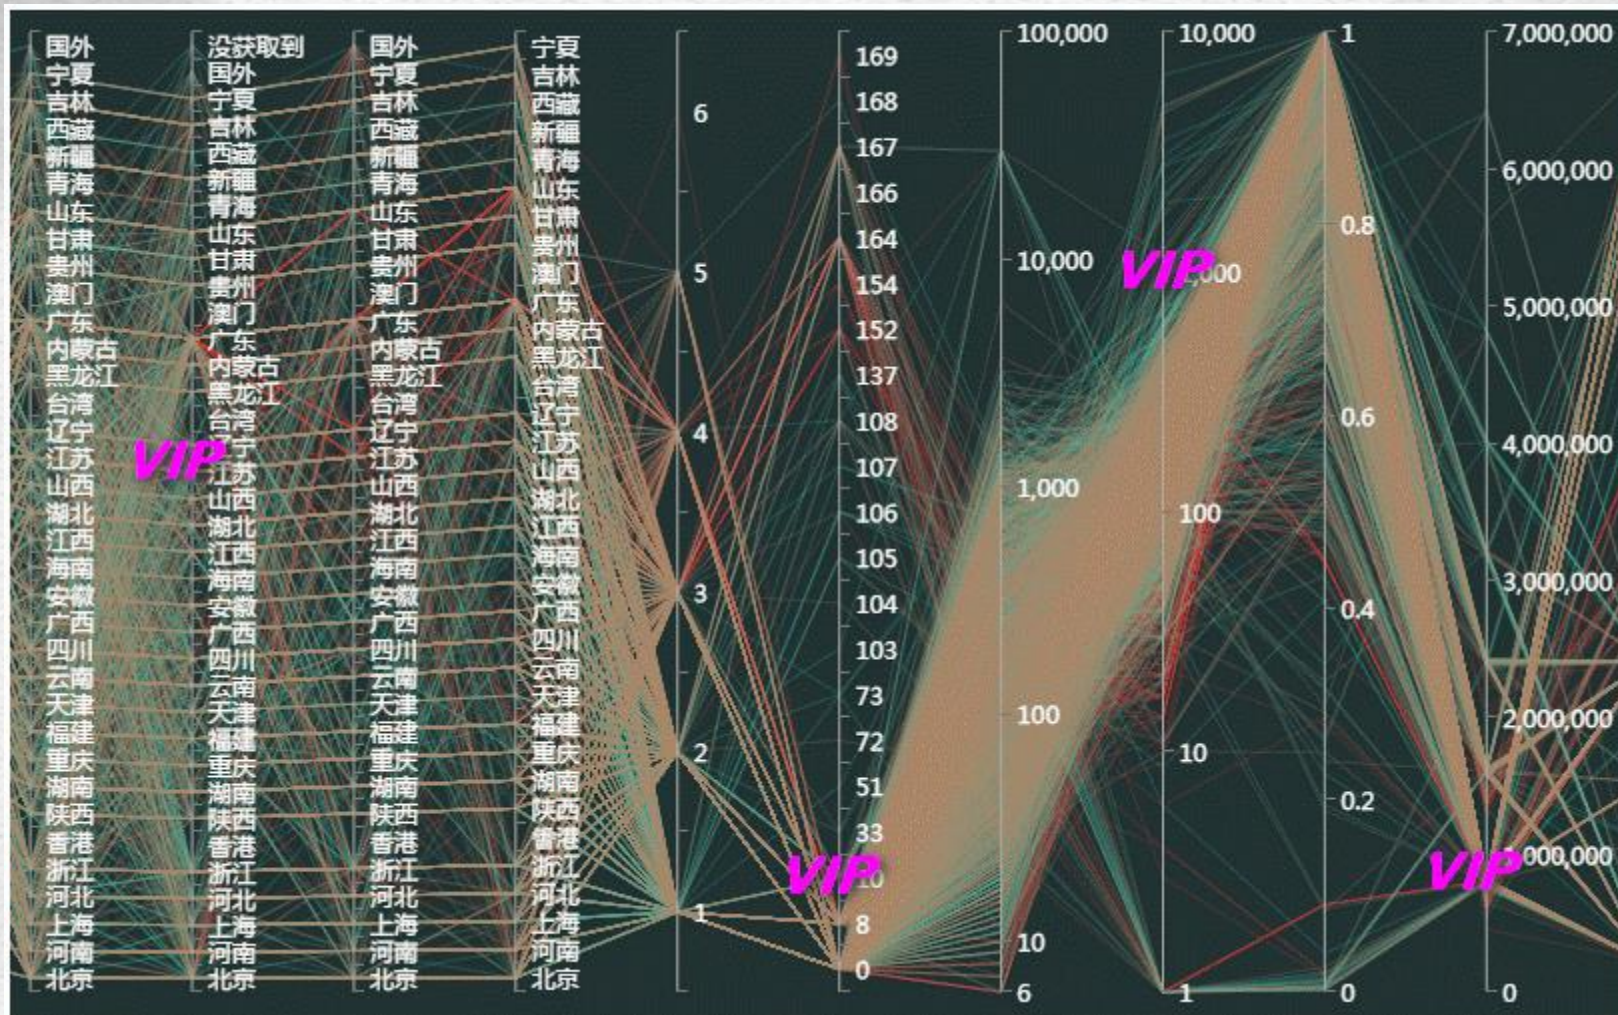 国外
宁夏
吉林
西藏
新疆
青海
山东
甘肃
贵州
澳门
广东
内蒙古
黑龙江
台湾
辽宁
江苏
山西
湖北
江西
海南
安徽
广西
四川
云南
天津
福建
重庆
湖南
陕西
香港
浙江
河北
上海
河南
北京
VIP
没获取到
国外
宁夏
吉林
西藏
新疆
青海
山东
甘肃
贵州
澳门
广东
内蒙古
黑龙江
台湾
宁
江苏
山西
湖北
江西
海南
安徽
广西
四川
云南
天津
福建
重庆
湖南
陕西
香港
浙江
河北
上海
河南
北京
国外
宁夏
吉林
西藏
新疆
青海
山东
甘肃
贵州
澳门
广东
内蒙古
黑龙江
台湾
辽宁
江苏
山西
湖北
江西
海南
安徽
广西
四川
云南
天津
福建
重庆
湖南
陕西
香港
浙江
河北
上海
河南
北京
宁夏
吉林
西藏
新疆
青海
山东
甘肃
贵州
澳门
广东
内蒙古
黑龙江
台湾
辽宁
江苏
山西
湖北
江西
海南
安徽
广西
四川
云南
天津
福建
重庆
湖南
陕西
香港
浙江
河北
上海
河南
北京
6
5
4
3
2
1
169
168
167
166
164
154
152
137
108
107
106
105
104
103
73
72
51
33
VIP
10
8
0
100,000
10,000
1,000
100
10
6
10,000
VIP
100
10
1
1
0.8
0.6
0.4
0.2
0
7,000,000
6,000,000
5,000,000
4,000,000
3,000,000
2,000,000
VIP
0